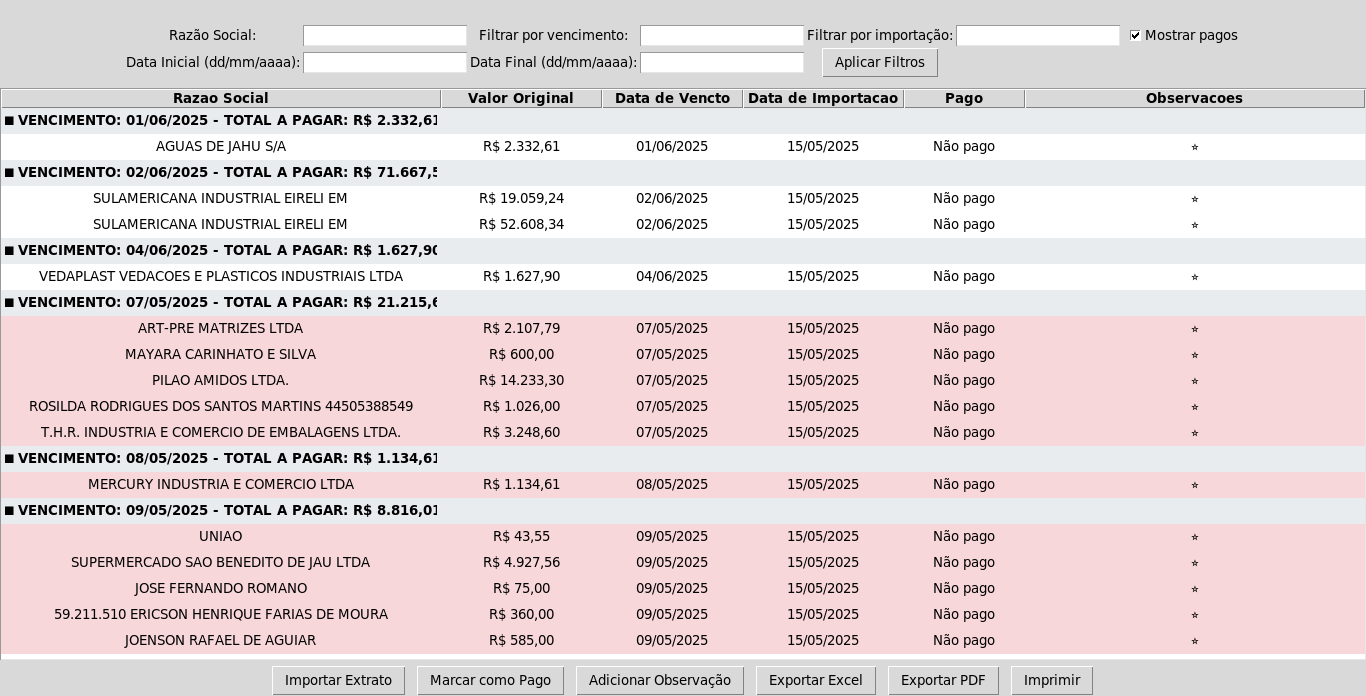 Razão Social: Filtrar por vencimento: Filtrar por importação: Mostrar pagos
Data Inicial (dd/mm/aaaa): Data Final (dd/mm/aaaa): Aplicar Filtros
Razao Social Valor Original Data de Vencto Data de Importacao Pago Observacoes
VENCIMENTO: 01/06/2025 - TOTAL A PAGAR: R$ 2.332,61
AGUAS DE JAHU S/A R$ 2.332,61 01/06/2025 15/05/2025 Não pago
VENCIMENTO: 02/06/2025 - TOTAL A PAGAR: R$ 71.667,5
SULAMERICANA INDUSTRIAL EIRELI EM R$ 19.059,24 02/06/2025 15/05/2025 Não pago
SULAMERICANA INDUSTRIAL EIRELI EM R$ 52.608,34 02/06/2025 15/05/2025 Não pago
VENCIMENTO: 04/06/2025 - TOTAL A PAGAR: R$ 1.627,90
VEDAPLAST VEDACOES E PLASTICOS INDUSTRIAIS LTDA R$ 1.627,90 04/06/2025 15/05/2025 Não pago
VENCIMENTO: 07/05/2025 - TOTAL A PAGAR: R$ 21.215,6
ART-PRE MATRIZES LTDA R$ 2.107,79 07/05/2025 15/05/2025 Não pago
MAYARA CARINHATO E SILVA R$ 600,00 07/05/2025 15/05/2025 Não pago
PILAO AMIDOS LTDA. R$ 14.233,30 07/05/2025 15/05/2025 Não pago
ROSILDA RODRIGUES DOS SANTOS MARTINS 44505388549 R$ 1.026,00 07/05/2025 15/05/2025 Não pago
T.H.R. INDUSTRIA E COMERCIO DE EMBALAGENS LTDA. R$ 3.248,60 07/05/2025 15/05/2025 Não pago
VENCIMENTO: 08/05/2025 - TOTAL A PAGAR: R$ 1.134,61
MERCURY INDUSTRIA E COMERCIO LTDA R$ 1.134,61 08/05/2025 15/05/2025 Não pago
VENCIMENTO: 09/05/2025 - TOTAL A PAGAR: R$ 8.816,01
UNIAO R$ 43,55 09/05/2025 15/05/2025 Não pago
SUPERMERCADO SAO BENEDITO DE JAU LTDA R$ 4.927,56 09/05/2025 15/05/2025 Não pago
JOSE FERNANDO ROMANO R$ 75,00 09/05/2025 15/05/2025 Não pago
59.211.510 ERICSON HENRIQUE FARIAS DE MOURA R$ 360,00 09/05/2025 15/05/2025 Não pago
JOENSON RAFAEL DE AGUIAR R$ 585,00 09/05/2025 15/05/2025 Não pago
Importar Extrato Marcar como Pago Adicionar Observação Exportar Excel Exportar PDF Imprimir